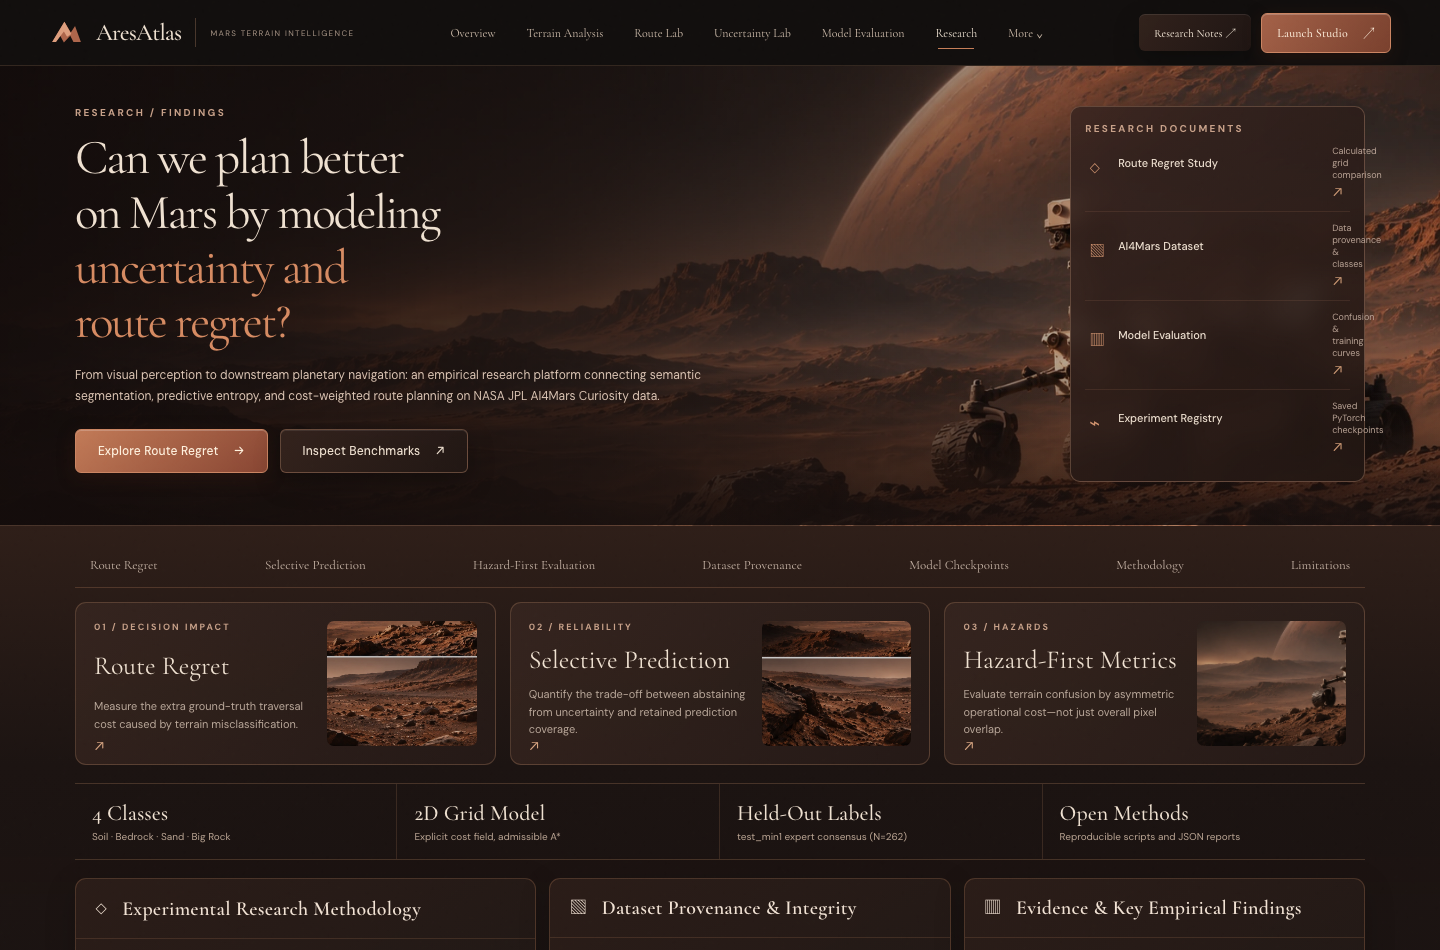 AresAtlas
MARS TERRAIN INTELLIGENCE
Overview
Terrain Analysis
Route Lab
Uncertainty Lab
Model Evaluation
Research
More
Research Notes ↗
Launch Studio ↗
RESEARCH / FINDINGS
Can we plan better
on Mars by modeling
uncertainty and
route regret?
From visual perception to downstream planetary navigation: an empirical research platform connecting semantic
segmentation, predictive entropy, and cost-weighted route planning on NASA JPL AI4Mars Curiosity data.
Explore Route Regret →
Inspect Benchmarks ↗
RESEARCH DOCUMENTS
Route Regret Study
Calculated
grid
comparison
↗
AI4Mars Dataset
Data
provenance
&
classes
↗
Model Evaluation
Confusion
&
training
curves
↗
Experiment Registry
Saved
PyTorch
checkpoints
↗
Route Regret
Selective Prediction
Hazard-First Evaluation
Dataset Provenance
Model Checkpoints
Methodology
Limitations
01 / DECISION IMPACT
Route Regret
Measure the extra ground-truth traversal
cost caused by terrain misclassification.
↗
02 / RELIABILITY
Selective Prediction
Quantify the trade-off between abstaining
from uncertainty and retained prediction
coverage.
↗
03 / HAZARDS
Hazard-First Metrics
Evaluate terrain confusion by asymmetric
operational cost—not just overall pixel
overlap.
↗
4 Classes
Soil · Bedrock · Sand · Big Rock
2D Grid Model
Explicit cost field, admissible A*
Held-Out Labels
test_min1 expert consensus (N=262)
Open Methods
Reproducible scripts and JSON reports
Experimental Research Methodology
Dataset Provenance & Integrity
Evidence & Key Empirical Findings